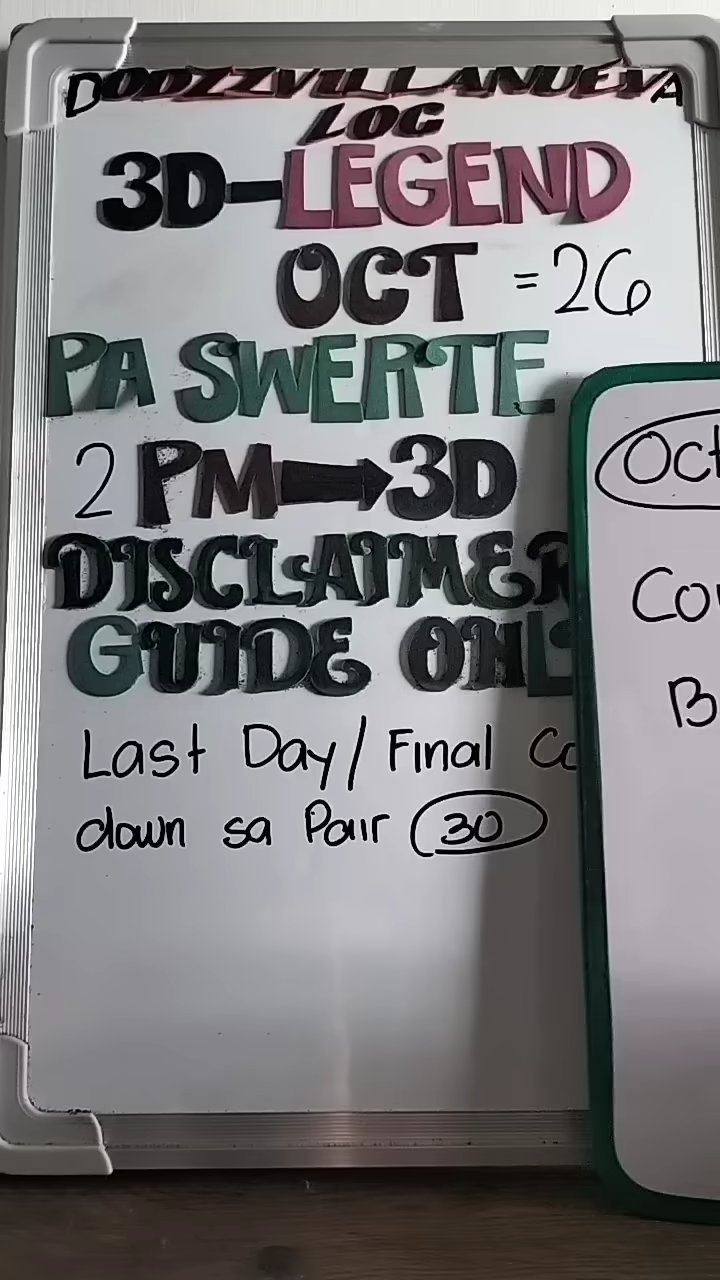 DODZZVILLANUEVA
LOG
3D-LEGEND
OCT =26
PA SWERTE
2 PM➡3D
DISCLAIMER
GUIDE ONL
Last Day/Final Co
down sa Pair 30
Oct
Co
B